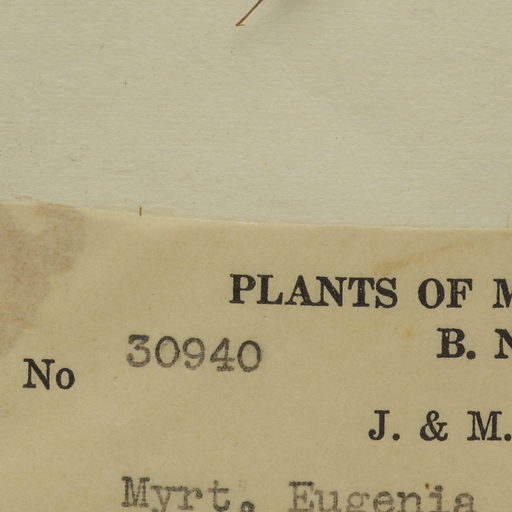 PLANTS OF M
B. N
No 30940
J. & M.
Myrt. Eugenia